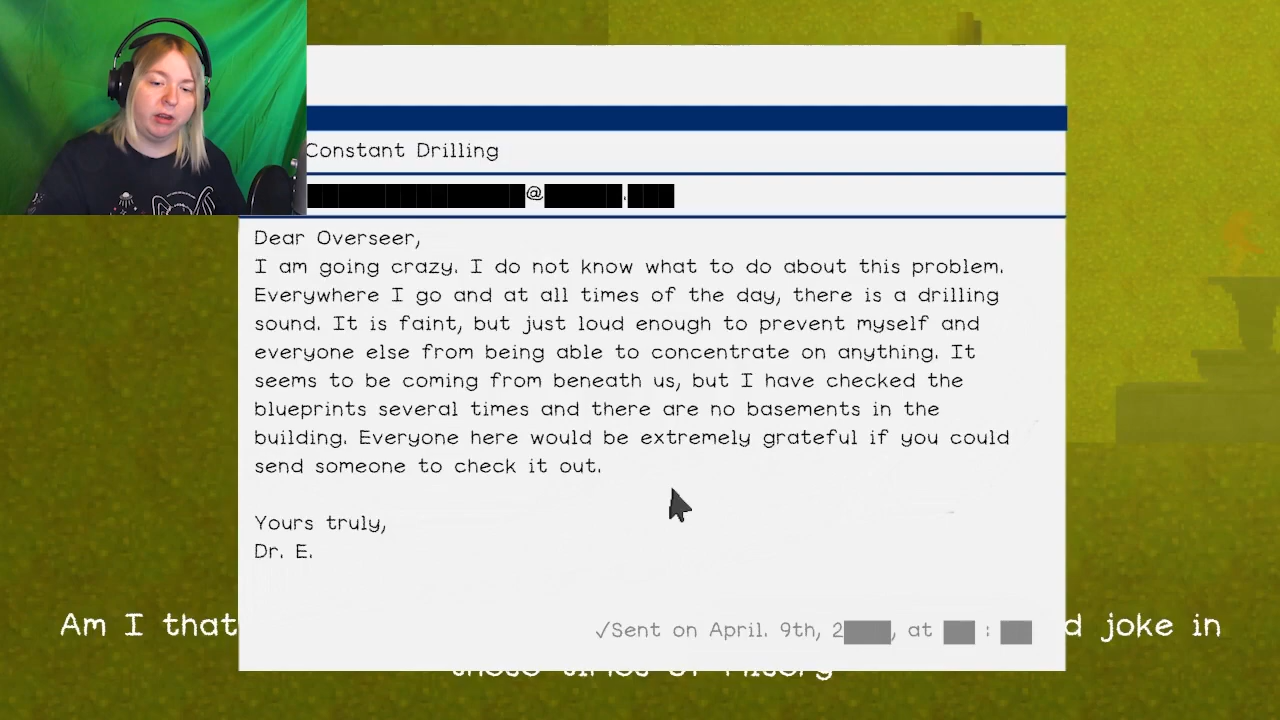 Constant Drilling
@ .
Dear Overseer,
I am going crazy. I do not know what to do about this problem.
Everywhere I go and at all times of the day, there is a drilling
sound. It is faint, but just loud enough to prevent myself and
everyone else from being able to concentrate on anything. It
seems to be coming from beneath us, but I have checked the
blueprints several times and there are no basements in the
building. Everyone here would be extremely grateful if you could
send someone to check it out.
Yours truly,
Dr. E.
✓Sent on April. 9th, 2 , at :
Am I that joke in